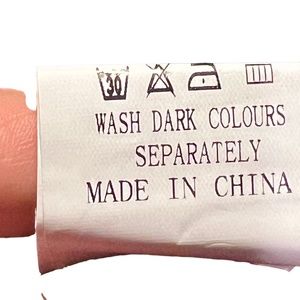 30
WASH DARK COLOURS
SEPARATELY
MADE IN CHINA